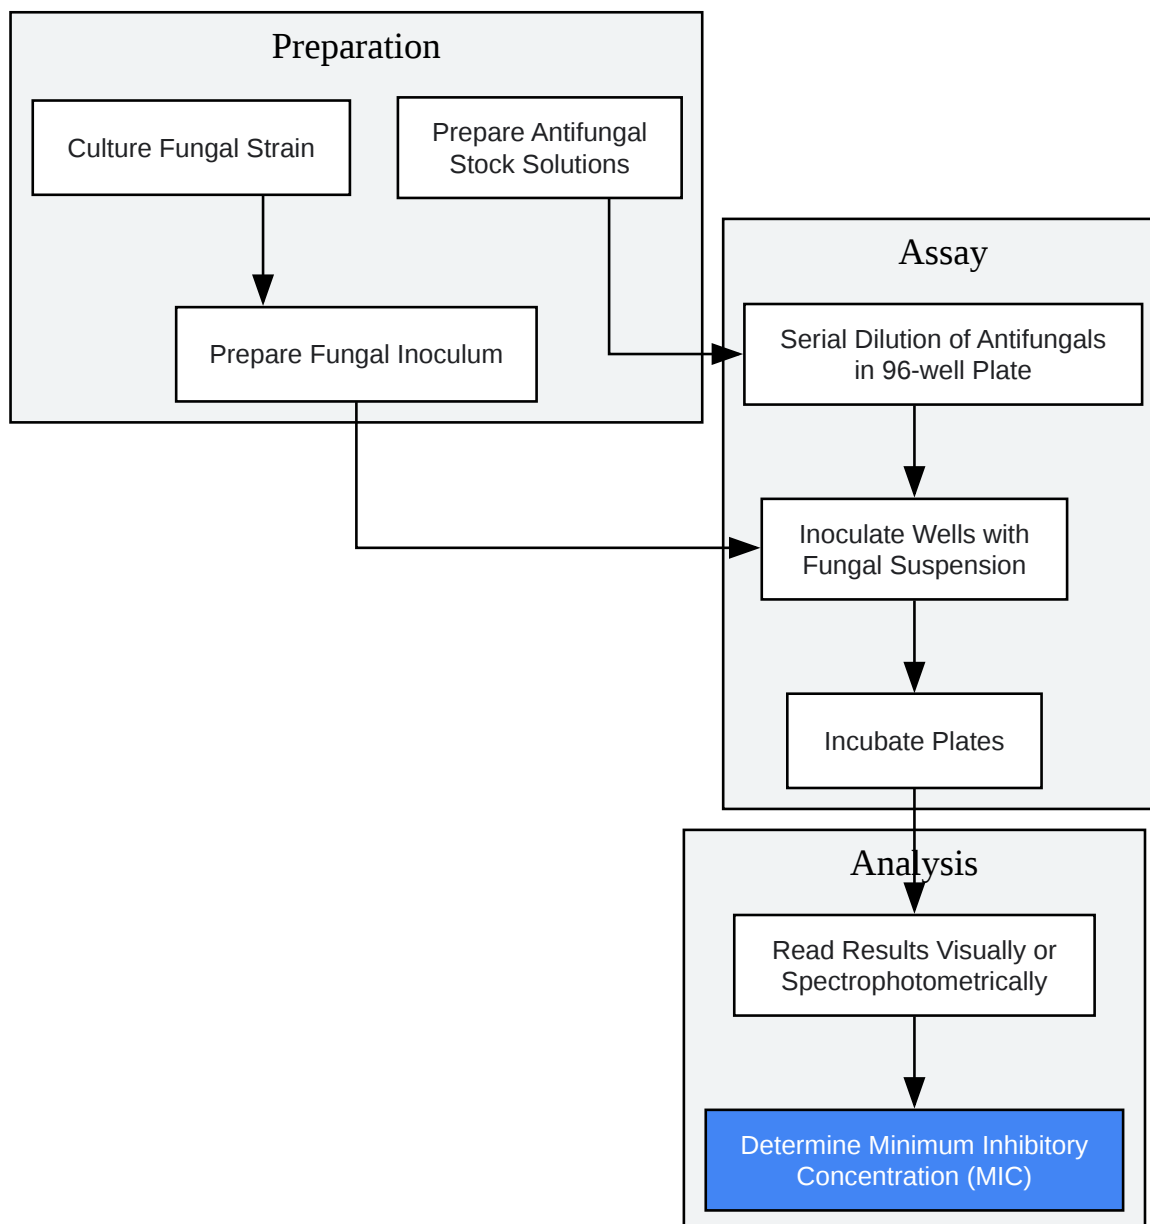 Preparation
Culture Fungal Strain
Prepare Antifungal
Stock Solutions
Prepare Fungal Inoculum
Assay
Serial Dilution of Antifungals
in 96-well Plate
Inoculate Wells with
Fungal Suspension
Incubate Plates
Analysis
Read Results Visually or
Spectrophotometrically
Determine Minimum Inhibitory
Concentration (MIC)